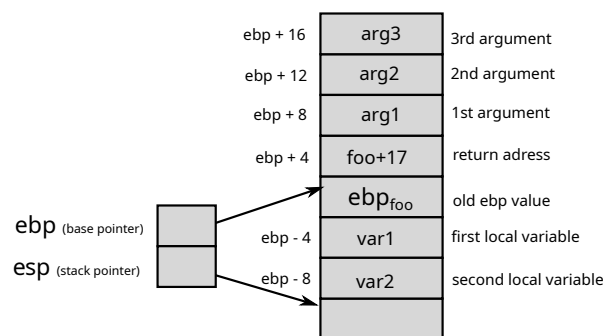 ebp + 16 arg3 3rd argument
ebp + 12 arg2 2nd argument
ebp + 8 arg1 1st argument
ebp + 4 foo+17 return adress
ebpfoo old ebp value
ebp (base pointer)
ebp - 4 var1 first local variable
esp (stack pointer)
ebp - 8 var2 second local variable